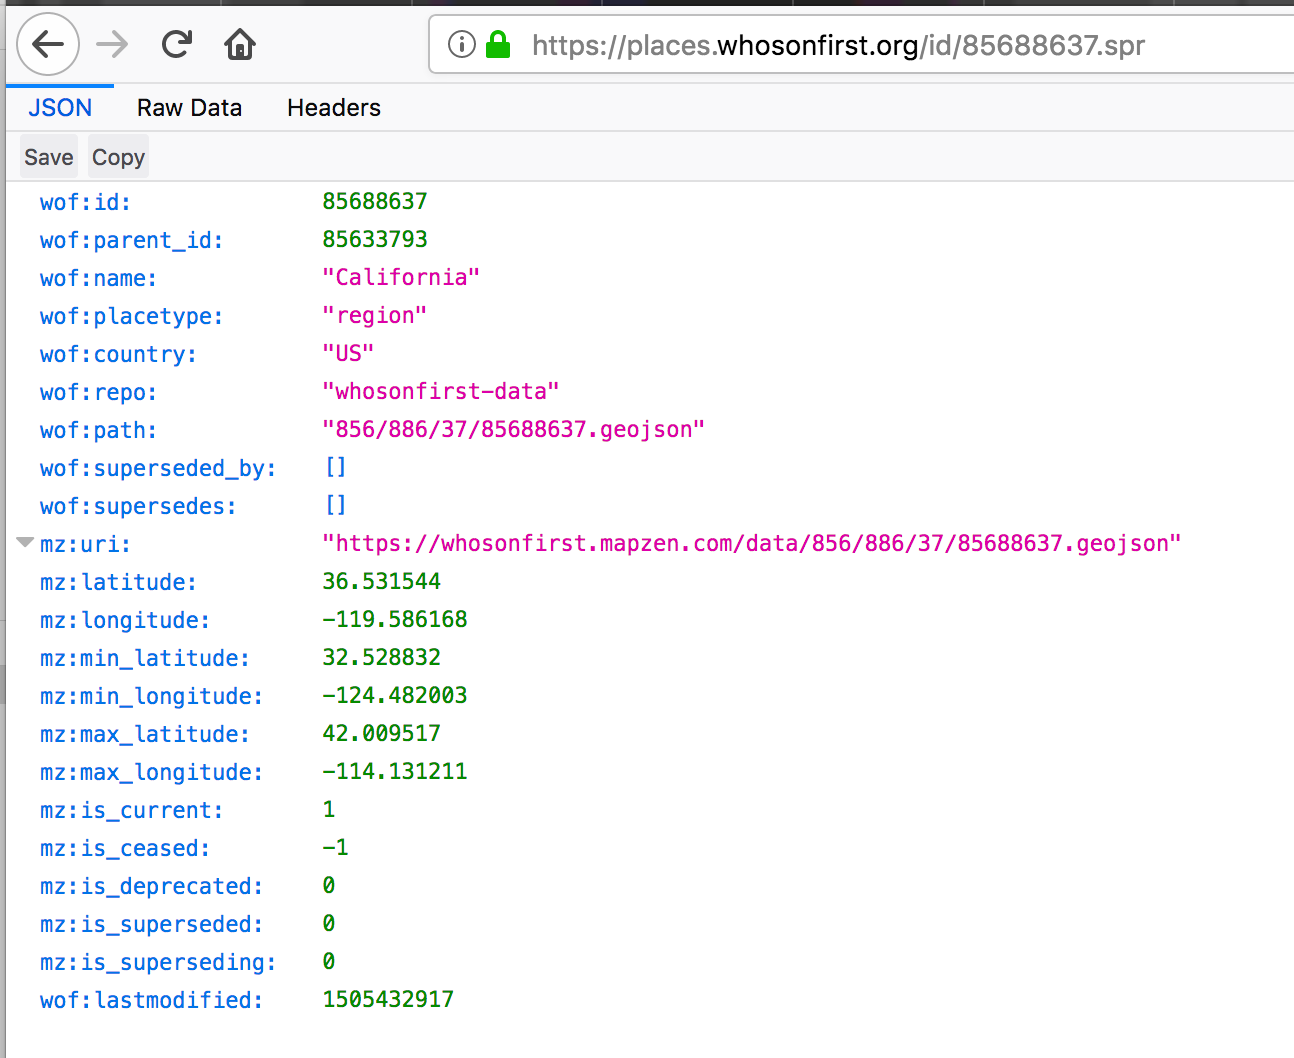 https://places.whosonfirst.org/id/85688637.spr
JSON Raw Data Headers
Save Copy
wof:id: 85688637
wof:parent_id: 85633793
wof:name: "California"
wof:placetype: "region"
wof:country: "US"
wof:repo: "whosonfirst-data"
wof:path: "856/886/37/85688637.geojson"
wof:superseded_by: []
wof:supersedes: []
mz:uri: "https://whosonfirst.mapzen.com/data/856/886/37/85688637.geojson"
mz:latitude: 36.531544
mz:longitude: -119.586168
mz:min_latitude: 32.528832
mz:min_longitude: -124.482003
mz:max_latitude: 42.009517
mz:max_longitude: -114.131211
mz:is_current: 1
mz:is_ceased: -1
mz:is_deprecated: 0
mz:is_superseded: 0
mz:is_superseding: 0
wof:lastmodified: 1505432917